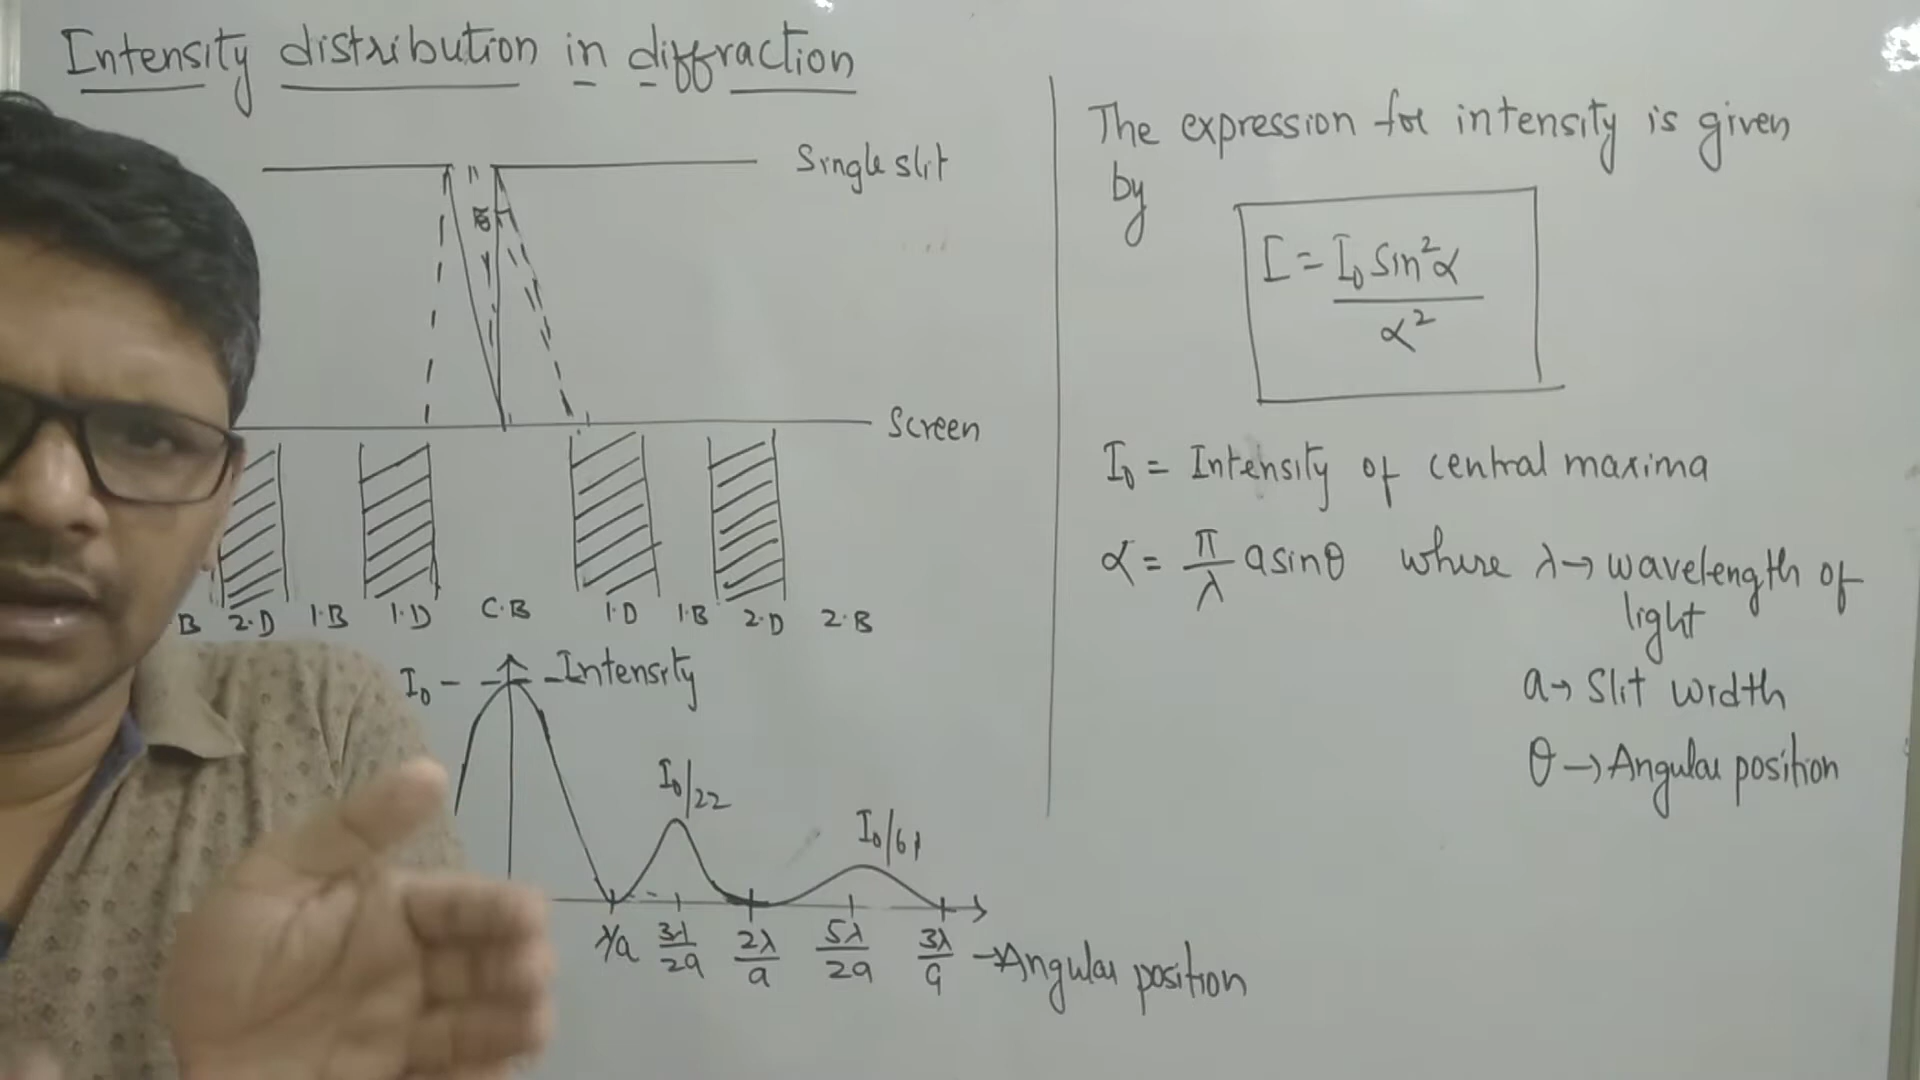 Intensity distribution in diffraction
Single slit
Screen
B 2.D 1.B 1.D C.B 1.D 1.B 2.D 2.B
I₀ - Intensity
I₀/22
I₀/61
λ/a 3λ/2a 2λ/a 5λ/2a 3λ/a → Angular position
The expression for intensity is given
by
I = I₀ Sin²α
α²
I₀ = Intensity of central maxima
α = π/λ a sinθ where λ → wavelength of
light
a → Slit width
θ → Angular position